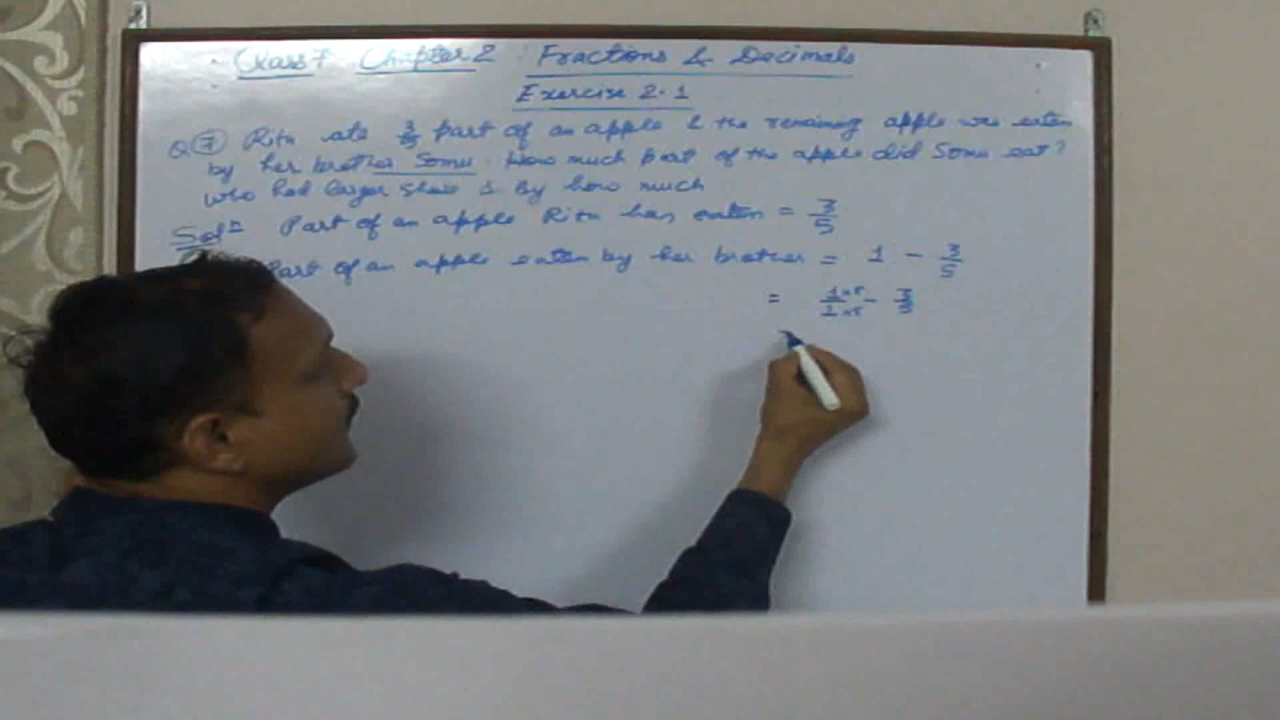 Class 7 Chapter 2 : Fractions & Decimals
Exercise 2.1
Q (7) Ritu ate 3/5 part of an apple & the remaining apple was eaten
by her brother Somu. How much part of the apple did Somu eat?
who had larger share & By how much
Solⁿ Part of an apple Ritu has eaten = 3/5
Part of an apple eaten by her brother = 1 - 3/5
= 1×5/1×5 - 3/5